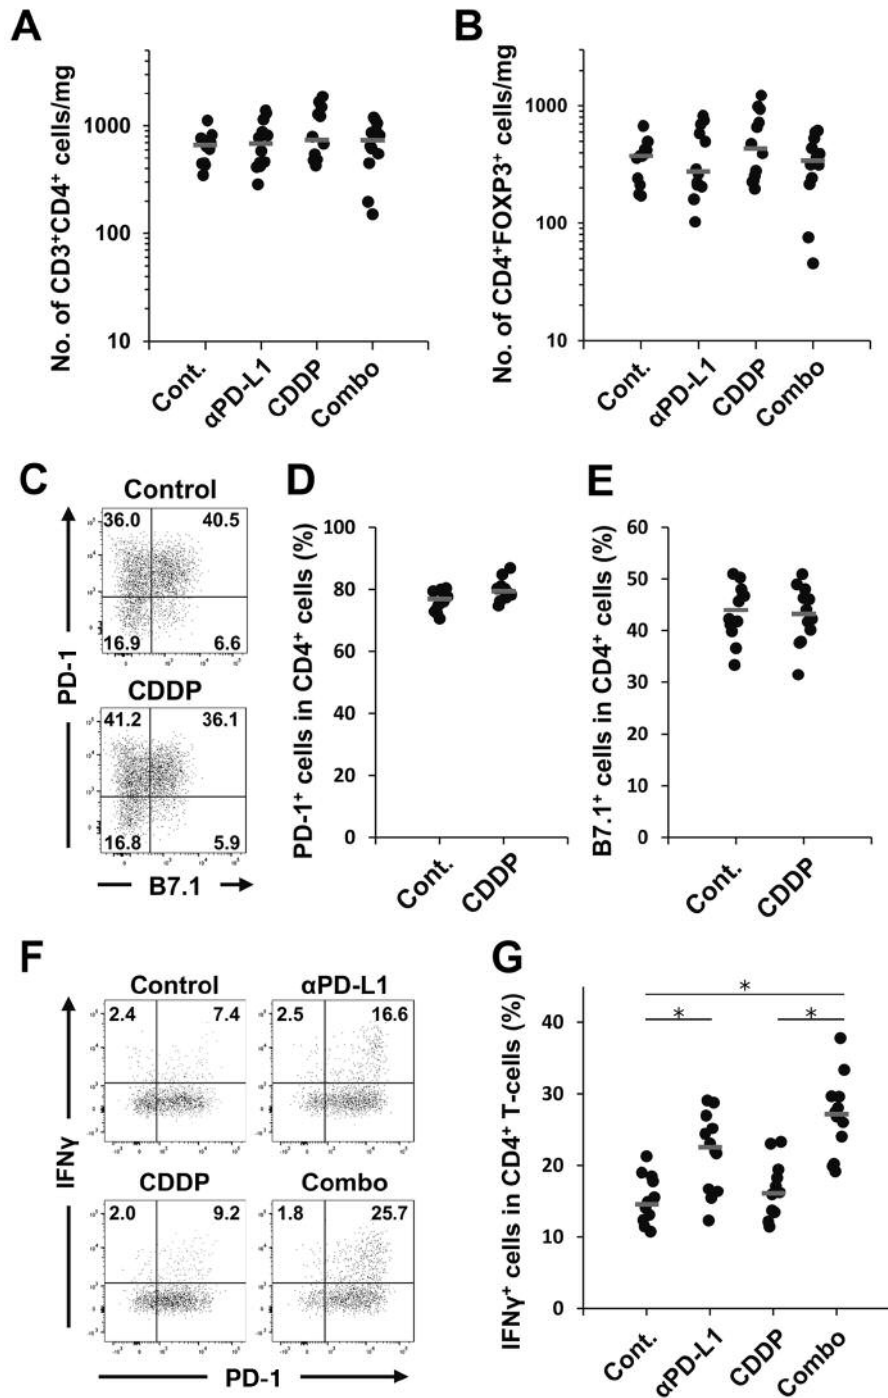 A
No. of CD3⁺CD4⁺ cells/mg
1000
100
10
Cont.
αPD-L1
CDDP
Combo
B
No. of CD4⁺FOXP3⁺ cells/mg
1000
100
10
Cont.
αPD-L1
CDDP
Combo
C
Control
36.0 40.5
16.9 6.6
CDDP
41.2 36.1
16.8 5.9
PD-1
B7.1
D
PD-1⁺ cells in CD4⁺ cells (%)
100
80
60
40
20
0
Cont.
CDDP
E
B7.1⁺ cells in CD4⁺ cells (%)
60
50
40
30
20
10
0
Cont.
CDDP
F
Control
2.4 7.4
αPD-L1
2.5 16.6
CDDP
2.0 9.2
Combo
1.8 25.7
IFNγ
PD-1
G
IFNγ⁺ cells in CD4⁺ T-cells (%)
40
30
20
10
0
*
* *
Cont.
αPD-L1
CDDP
Combo